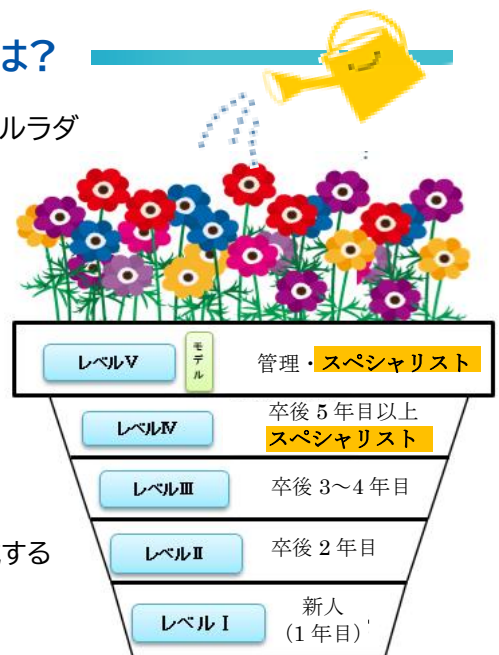 は?
ルラダ
レベルⅤ
モデル
管理・スペシャリスト
レベルⅣ
卒後 5 年目以上
スペシャリスト
レベルⅢ
卒後 3～4 年目
する
レベルⅡ
卒後 2 年目
レベルⅠ
新人
（1 年目）